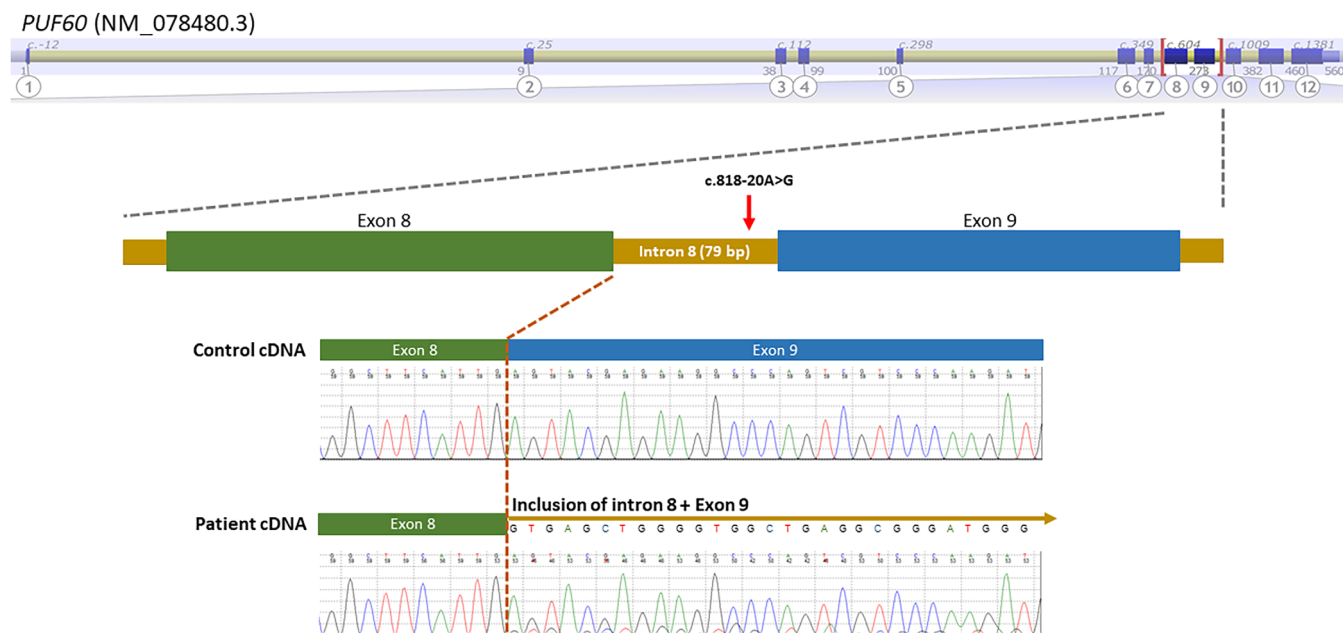 PUF60 (NM_078480.3)
c.-12 c.25 c.112 c.298 c.349 c.604 c.1009 c.1381
1 9 38 99 100 117 170 273 382 460 560
1 2 3 4 5 6 7 8 9 10 11 12
c.818-20A>G
Exon 8 Exon 9
Intron 8 (79 bp)
Control cDNA Exon 8 Exon 9
G G C T T C A T T G A G T A C G A G A A G G C C C A G T C G T C C C A A G A T
Inclusion of intron 8 + Exon 9
Patient cDNA Exon 8
G T G A G C T G G G G T G G C T G A G G C G G G A T G G G